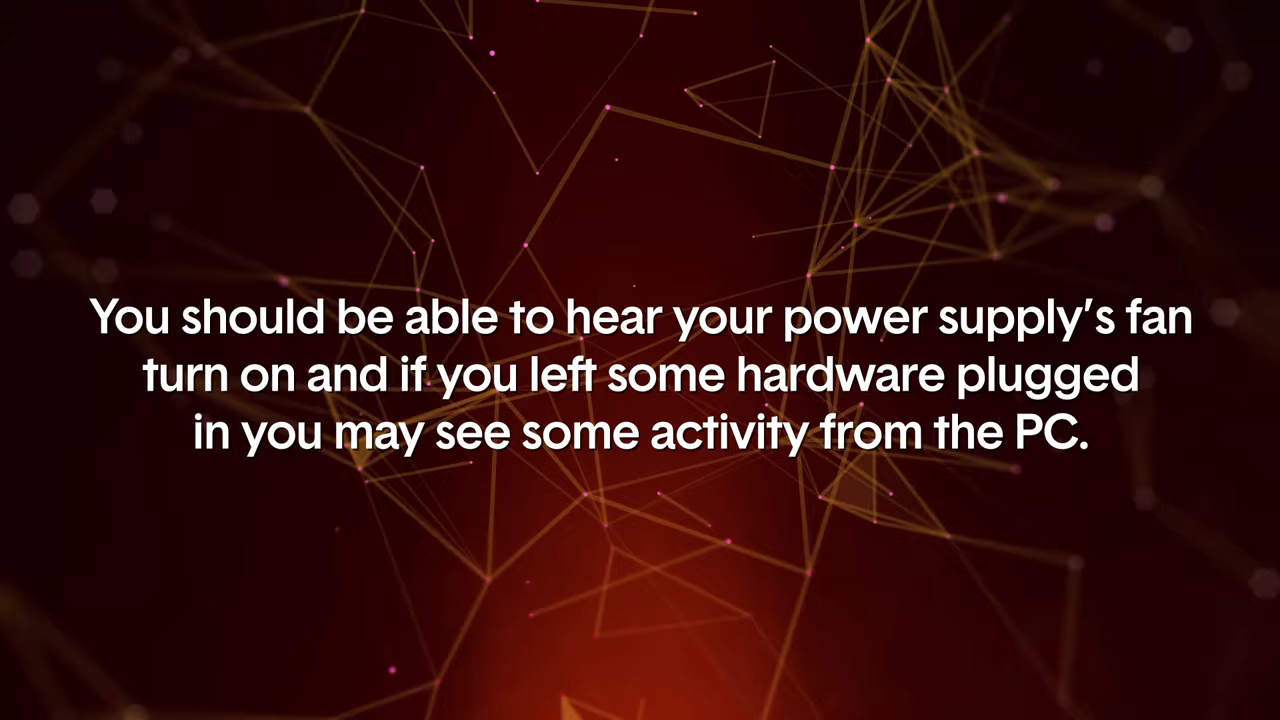 You should be able to hear your power supply’s fan
turn on and if you left some hardware plugged
in you may see some activity from the PC.